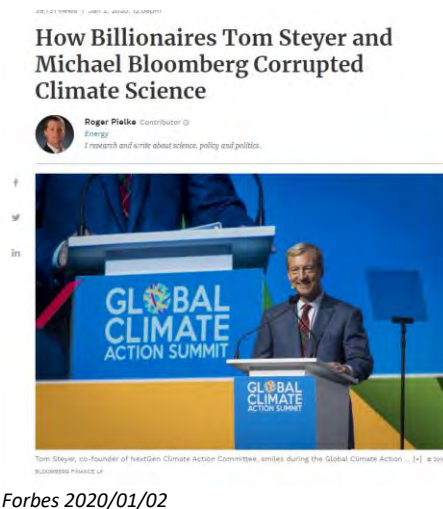 How Billionaires Tom Steyer and
Michael Bloomberg Corrupted
Climate Science
Roger Pielke Contributor
Energy
I research and write about science, policy and politics.
f
in
GLOBAL
CLIMATE
ACTION SUMMIT
GLOBAL
CLIMATE
ACTION SUMMIT
Tom Steyer, co-founder of NextGen Climate Action Committee, smiles during the Global Climate Action ... [+]
BLOOMBERG FINANCE LP
Forbes 2020/01/02